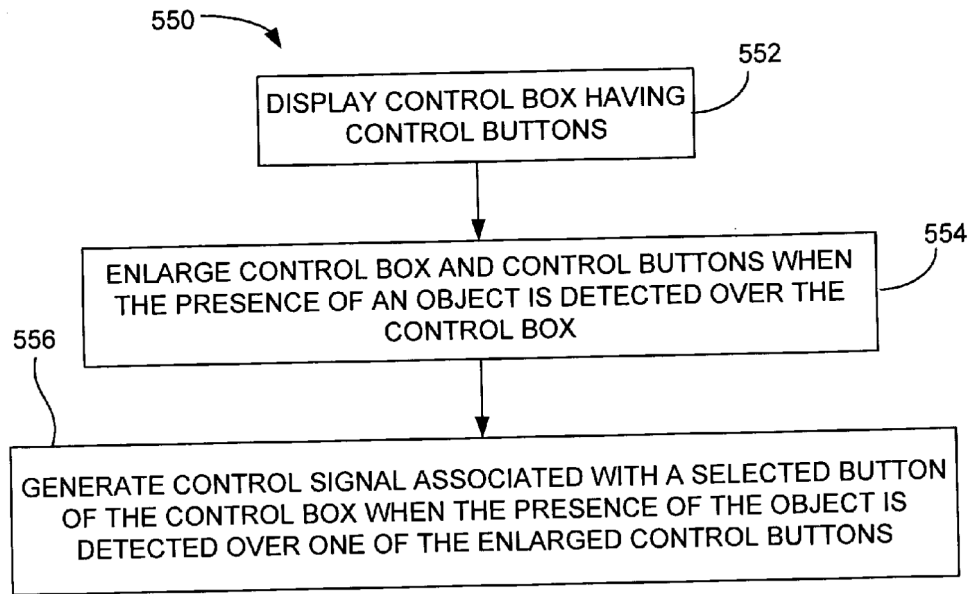 550
552
DISPLAY CONTROL BOX HAVING
CONTROL BUTTONS
554
ENLARGE CONTROL BOX AND CONTROL BUTTONS WHEN
THE PRESENCE OF AN OBJECT IS DETECTED OVER THE
CONTROL BOX
556
GENERATE CONTROL SIGNAL ASSOCIATED WITH A SELECTED BUTTON
OF THE CONTROL BOX WHEN THE PRESENCE OF THE OBJECT IS
DETECTED OVER ONE OF THE ENLARGED CONTROL BUTTONS